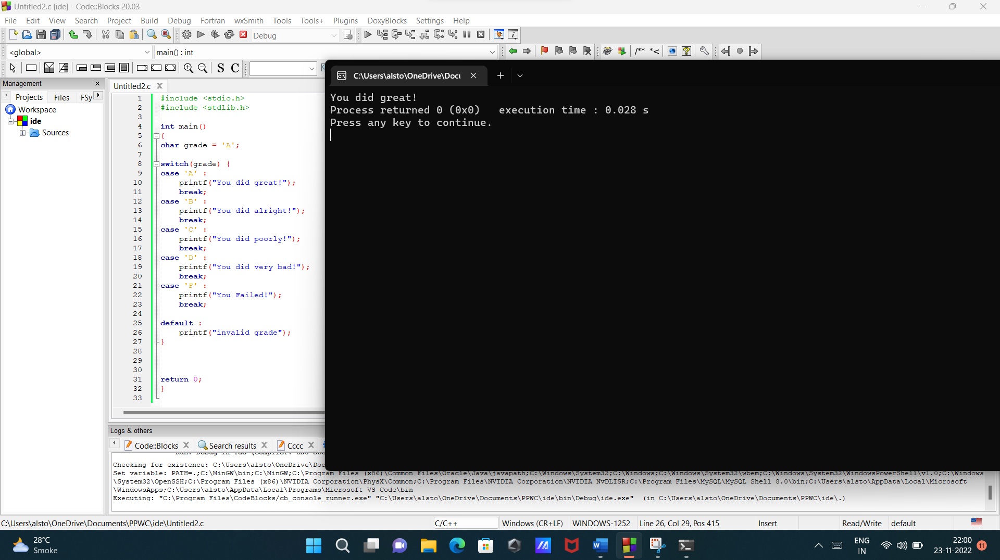 Untitled2.c [ide] - Code::Blocks 20.03
File Edit View Search Project Build Debug Fortran wxSmith Tools Tools+ Plugins DoxyBlocks Settings Help
Debug
<global> main() : int
/** *<
S C
Management
Projects Files FSy
Workspace
ide
Sources
Untitled2.c
1 #include <stdio.h>
2 #include <stdlib.h>
3
4 int main()
5 {
6 char grade = 'A';
7
8 switch(grade) {
9 case 'A' :
10 printf("You did great!");
11 break;
12 case 'B' :
13 printf("You did alright!");
14 break;
15 case 'C' :
16 printf("You did poorly!");
17 break;
18 case 'D' :
19 printf("You did very bad!");
20 break;
21 case 'F' :
22 printf("You Failed!");
23 break;
24
25 default :
26 printf("invalid grade");
27 }
28
29
30
31 return 0;
32 }
33
C:\Users\alsto\OneDrive\Docu
You did great!
Process returned 0 (0x0)   execution time : 0.028 s
Press any key to continue.
Logs & others
Code::Blocks Search results Cccc
Checking for existence: C:\Users\alsto\OneDrive\Doc
Set variable: PATH=.;C:\MinGW\bin;C:\MinGW;C:\Program Files (x86)\Common Files\Oracle\Java\javapath;C:\Windows\System32;C:\Windows;C:\Windows\System32\wbem;C:\Windows\System32\WindowsPowerShell\v1.0;C:\Windows
\System32\OpenSSH;C:\Program Files (x86)\NVIDIA Corporation\PhysX\Common;C:\Program Files\NVIDIA Corporation\NVIDIA NvDLISR;C:\Program Files\MySQL\MySQL Shell 8.0\bin;C:\Users\alsto\AppData\Local\Microsoft
\WindowsApps;C:\Users\alsto\AppData\Local\Programs\Microsoft VS Code\bin
Executing: "C:\Program Files\CodeBlocks/cb_console_runner.exe" "C:\Users\alsto\OneDrive\Documents\PPWC\ide\bin\Debug\ide.exe"  (in C:\Users\alsto\OneDrive\Documents\PPWC\ide\.)
C:\Users\alsto\OneDrive\Documents\PPWC\ide\Untitled2.c C/C++ Windows (CR+LF) WINDOWS-1252 Line 26, Col 29, Pos 415 Insert Read/Write default
28°C
Smoke
ENG
IN
22:00
23-11-2022
11